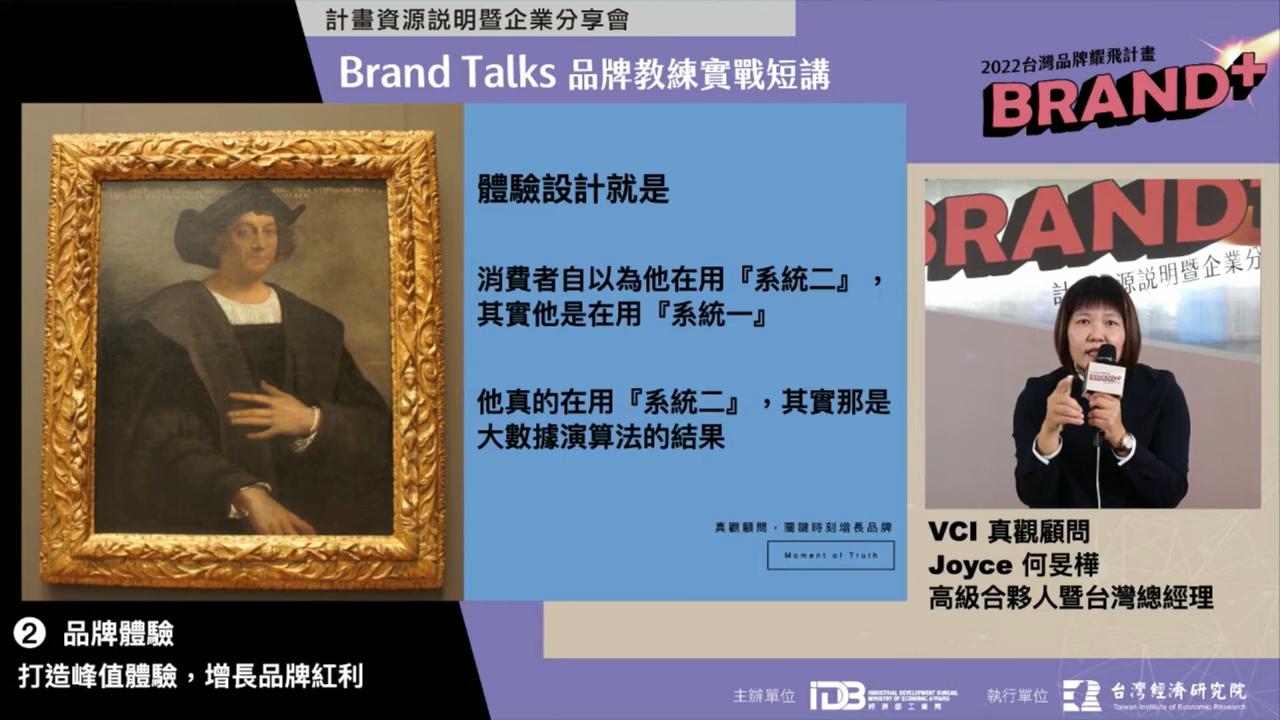 計畫資源説明暨企業分享會
Brand Talks 品牌教練實戰短講
2022台灣品牌耀飛計畫
BRAND+
體驗設計就是
消費者自以為他在用『系統二』，
其實他是在用『系統一』
他真的在用『系統二』，其實那是
大數據演算法的結果
真觀顧問，關鍵時刻增長品牌
Moment of Truth
BRAND
計 源説明暨企業分
VCI 真觀顧問
Joyce 何旻樺
高級合夥人暨台灣總經理
❷ 品牌體驗
打造峰值體驗，增長品牌紅利
主辦單位
IDB
INDUSTRIAL DEVELOPMENT BUREAU,
MINISTRY OF ECONOMIC AFFAIRS
經濟部工業局
執行單位
台灣經濟研究院
Taiwan Institute of Economic Research